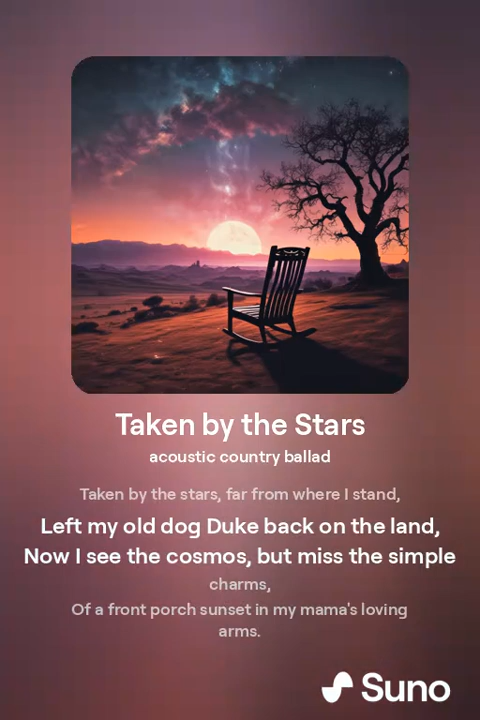 Taken by the Stars
acoustic country ballad
Taken by the stars, far from where I stand,
Left my old dog Duke back on the land,
Now I see the cosmos, but miss the simple
charms,
Of a front porch sunset in my mama's loving
arms.
Suno